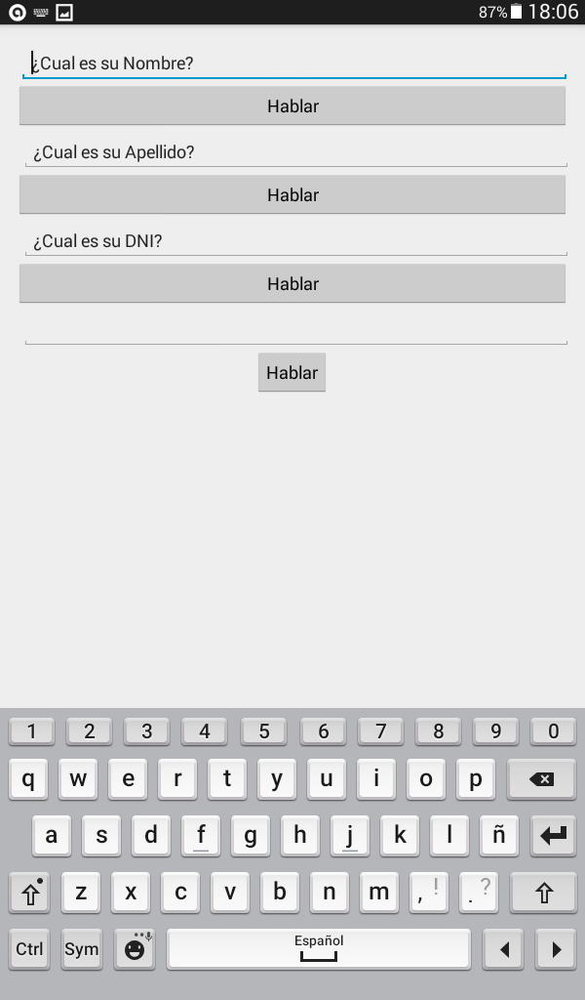 87% 18:06
¿Cual es su Nombre?
Hablar
¿Cual es su Apellido?
Hablar
¿Cual es su DNI?
Hablar
Hablar
1 2 3 4 5 6 7 8 9 0
q w e r t y u i o p
a s d f g h j k l ñ
z x c v b n m , ! . ?
Ctrl Sym Español